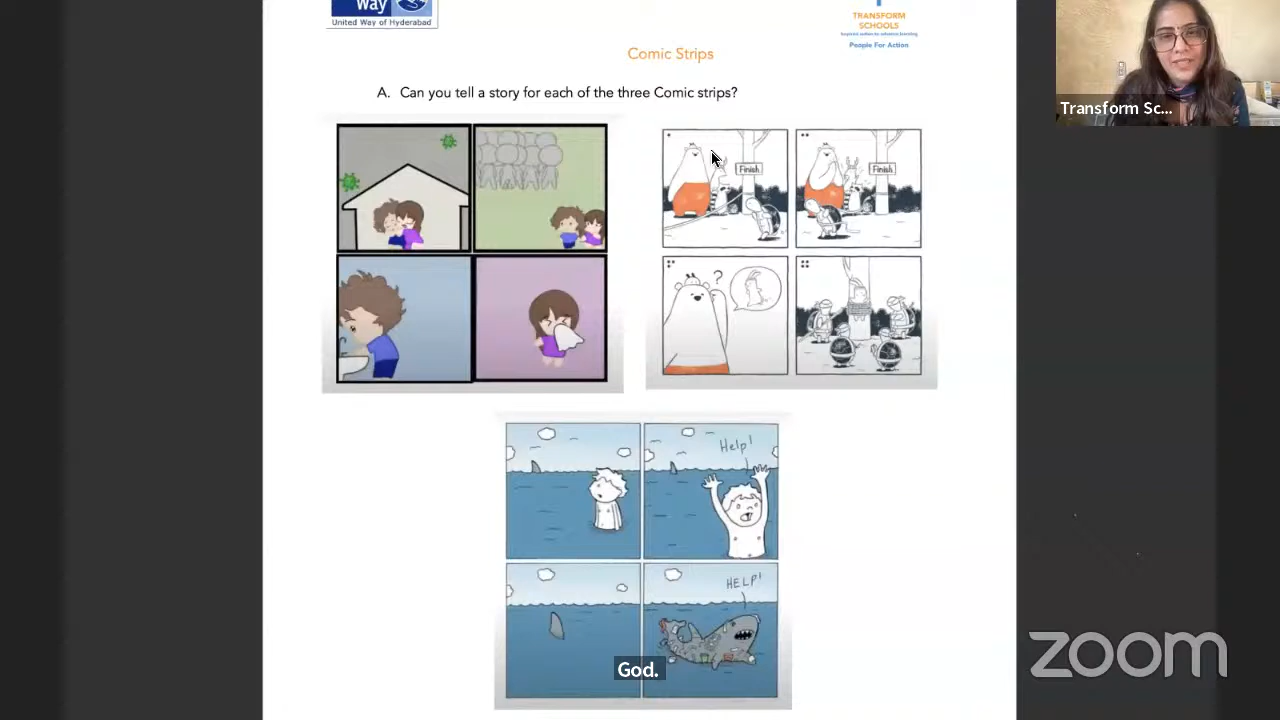 Way
United Way of Hyderabad
TRANSFORM
SCHOOLS
People For Action
Comic Strips
A. Can you tell a story for each of the three Comic strips?
Transform Sc...
Finish
Finish
?
Help!
HELP!
God.
zoom